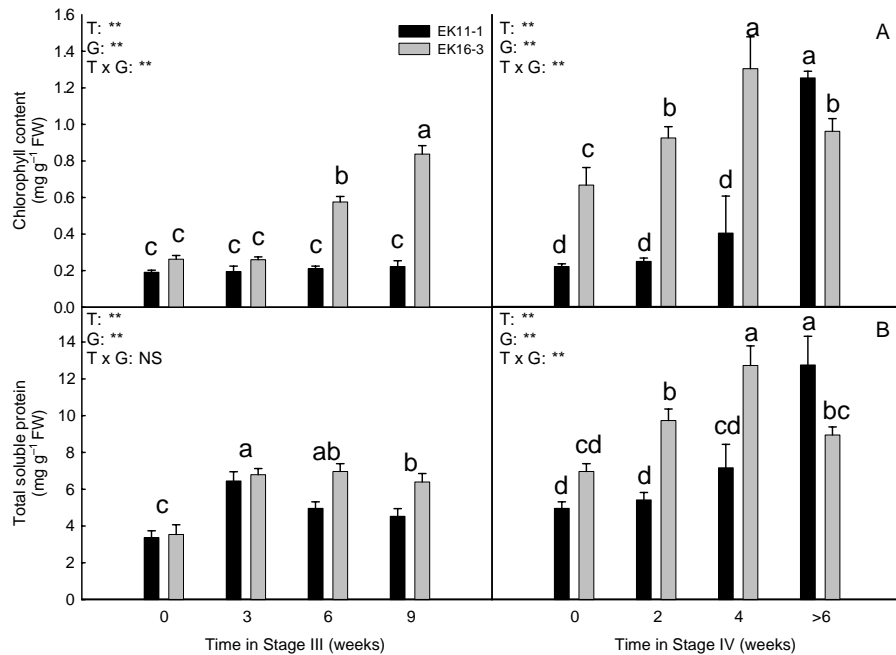 T: **
G: **
T x G: **
EK11-1
EK16-3
T: **
G: **
T x G: **
A
Chlorophyll content
(mg g⁻¹ FW)
1.6
1.4
1.2
1.0
0.8
0.6
0.4
0.2
0.0
c c c c c b c a
d c d b d a a b
T: **
G: **
T x G: NS
T: **
G: **
T x G: **
B
Total soluble protein
(mg g⁻¹ FW)
14
12
10
8
6
4
2
0
c a ab b
d cd d b cd a a bc
0 3 6 9
0 2 4 >6
Time in Stage III (weeks)
Time in Stage IV (weeks)